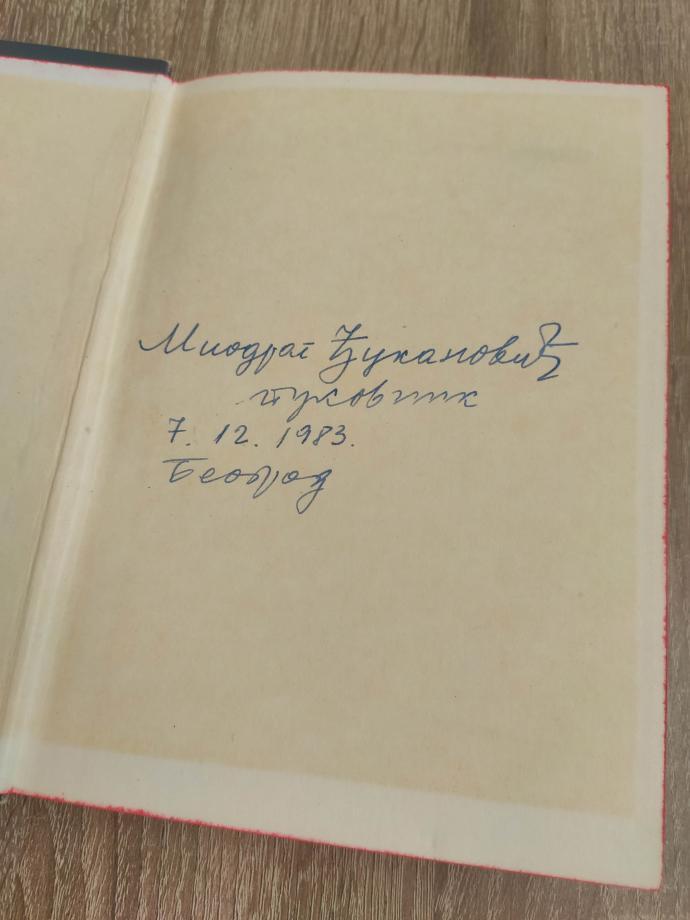 Миодраг Ђукановић
пуковник
7. 12. 1983.
Београд